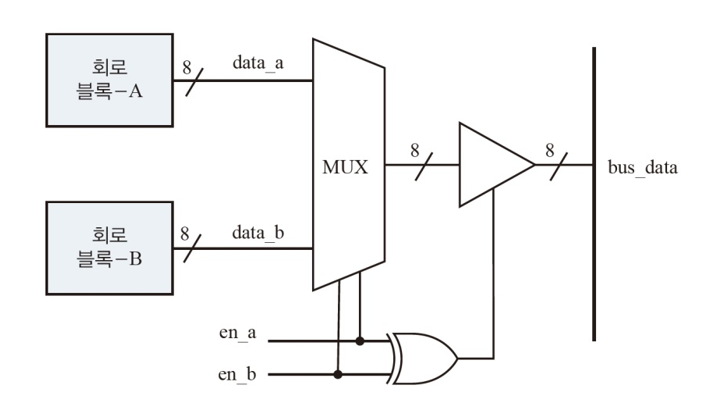 회로
블록-A
8
data_a
MUX
8
8
bus_data
회로
블록-B
8
data_b
en_a
en_b